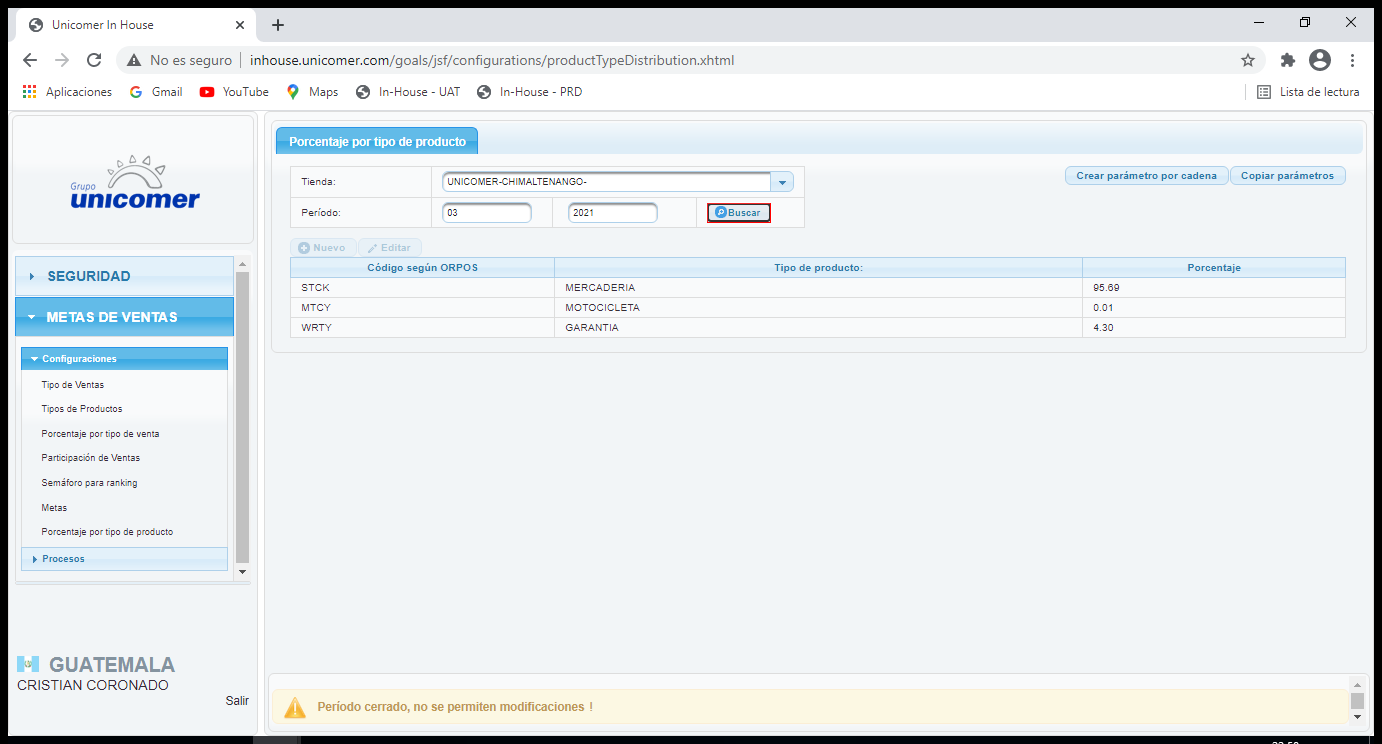 Unicomer In House
No es seguro | inhouse.unicomer.com/goals/jsf/configurations/productTypeDistribution.xhtml
Aplicaciones Gmail YouTube Maps In-House - UAT In-House - PRD Lista de lectura
Grupo
unicomer
SEGURIDAD
METAS DE VENTAS
Configuraciones
Tipo de Ventas
Tipos de Productos
Porcentaje por tipo de venta
Participación de Ventas
Semáforo para ranking
Metas
Porcentaje por tipo de producto
Procesos
GUATEMALA
CRISTIAN CORONADO
Salir
Porcentaje por tipo de producto
Tienda: UNICOMER-CHIMALTENANGO-
Crear parámetro por cadena Copiar parámetros
Período: 03 2021 Buscar
Nuevo Editar
Código según ORPOS Tipo de producto: Porcentaje
STCK MERCADERIA 95.69
MTCY MOTOCICLETA 0.01
WRTY GARANTIA 4.30
Período cerrado, no se permiten modificaciones !